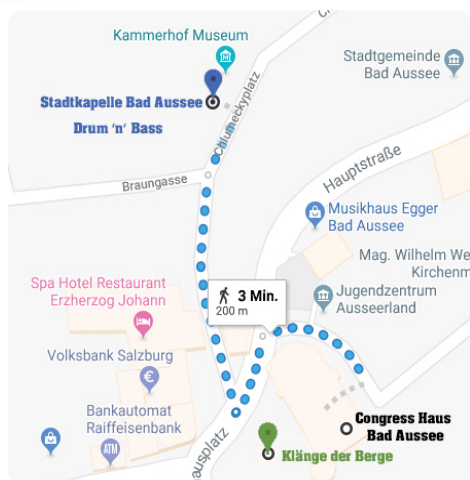 Kammerhof Museum
Stadtgemeinde
Bad Aussee
Stadtkapelle Bad Aussee
Drum 'n' Bass
Chlumeckyplatz
Braungasse
Hauptstraße
Musikhaus Egger
Bad Aussee
Mag. Wilhelm We
Kirchenm
Spa Hotel Restaurant
Erzherzog Johann
3 Min.
200 m
Jugendzentrum
Ausseerland
Volksbank Salzburg
Bankautomat
Raiffeisenbank
ATM
ausplatz
Congress Haus
Bad Aussee
Klänge der Berge